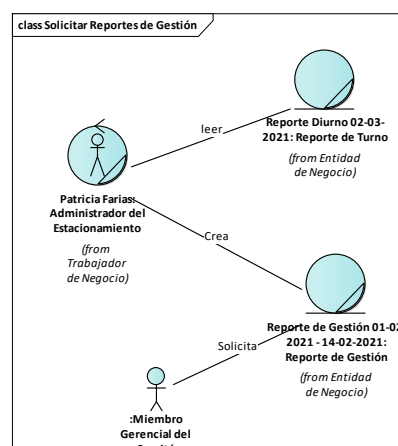 class Solicitar Reportes de Gestión
leer
Reporte Diurno 02-03-
2021: Reporte de Turno
(from Entidad
de Negocio)
Patricia Farias:
Administrador del
Estacionamiento
(from
Trabajador
de Negocio)
Crea
Reporte de Gestión 01-02
2021 - 14-02-2021:
Reporte de Gestión
(from Entidad
de Negocio)
Solicita
:Miembro
Gerencial del